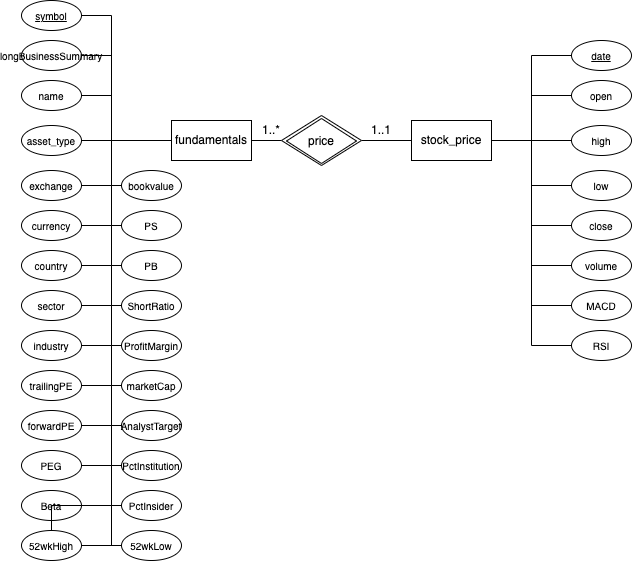 symbol
longBusinessSummary
name
asset_type
exchange
currency
country
sector
industry
trailingPE
forwardPE
PEG
Beta
52wkHigh
bookvalue
PS
PB
ShortRatio
ProfitMargin
marketCap
AnalystTarget
PctInstitution
PctInsider
52wkLow
fundamentals
1..*
price
1..1
stock_price
date
open
high
low
close
volume
MACD
RSI